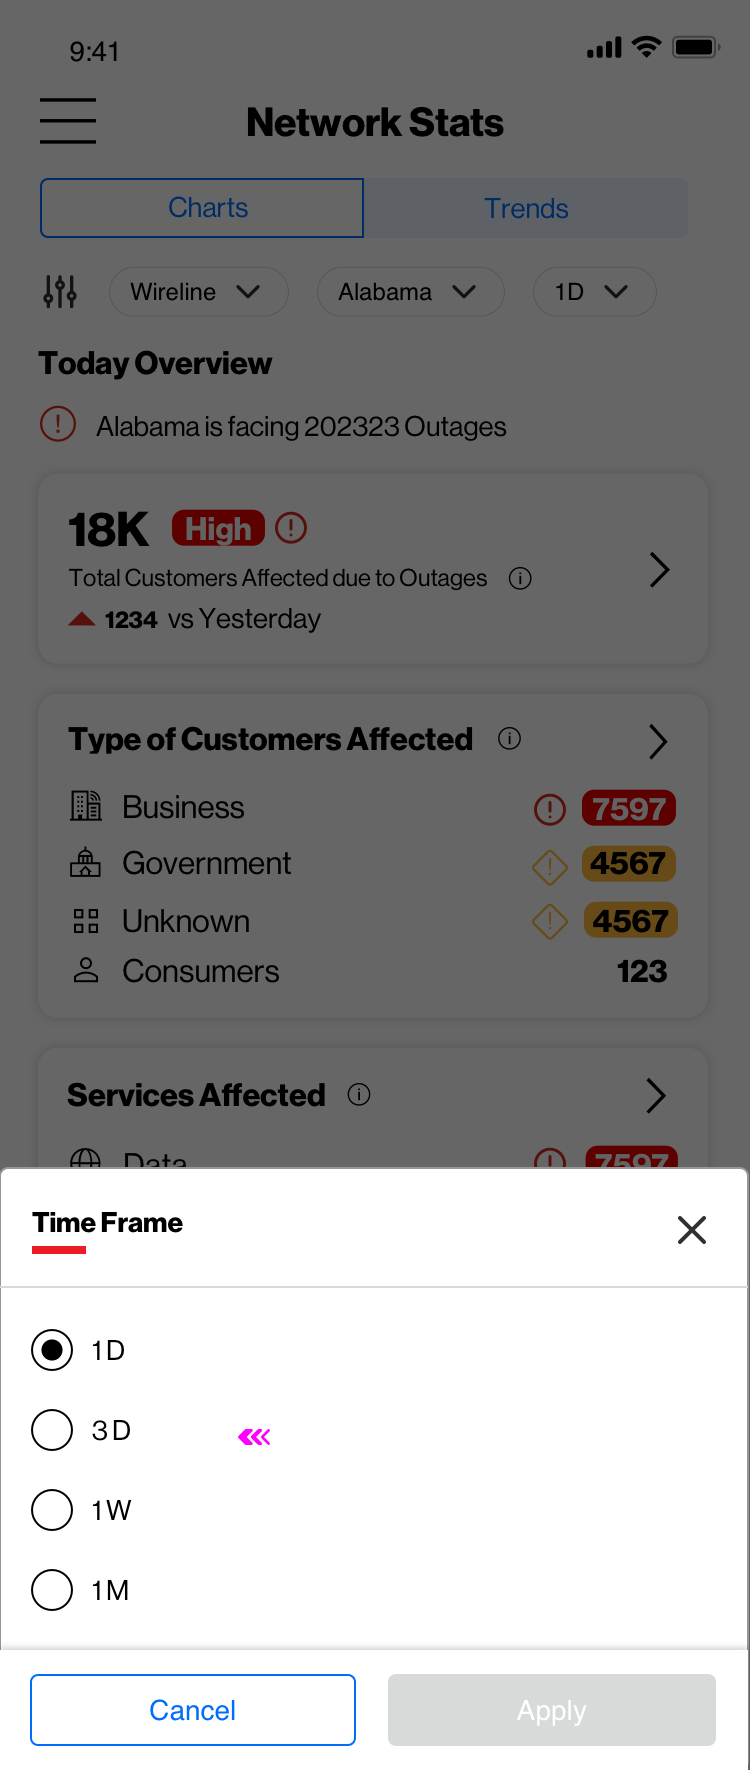 9:41
Network Stats
Charts
Trends
Wireline
Alabama
1D
Today Overview
Alabama is facing 202323 Outages
18K High
Total Customers Affected due to Outages
1234 vs Yesterday
Type of Customers Affected
Business 7597
Government 4567
Unknown 4567
Consumers 123
Services Affected
Data 7597
Time Frame
1D
3D
1W
1M
Cancel
Apply